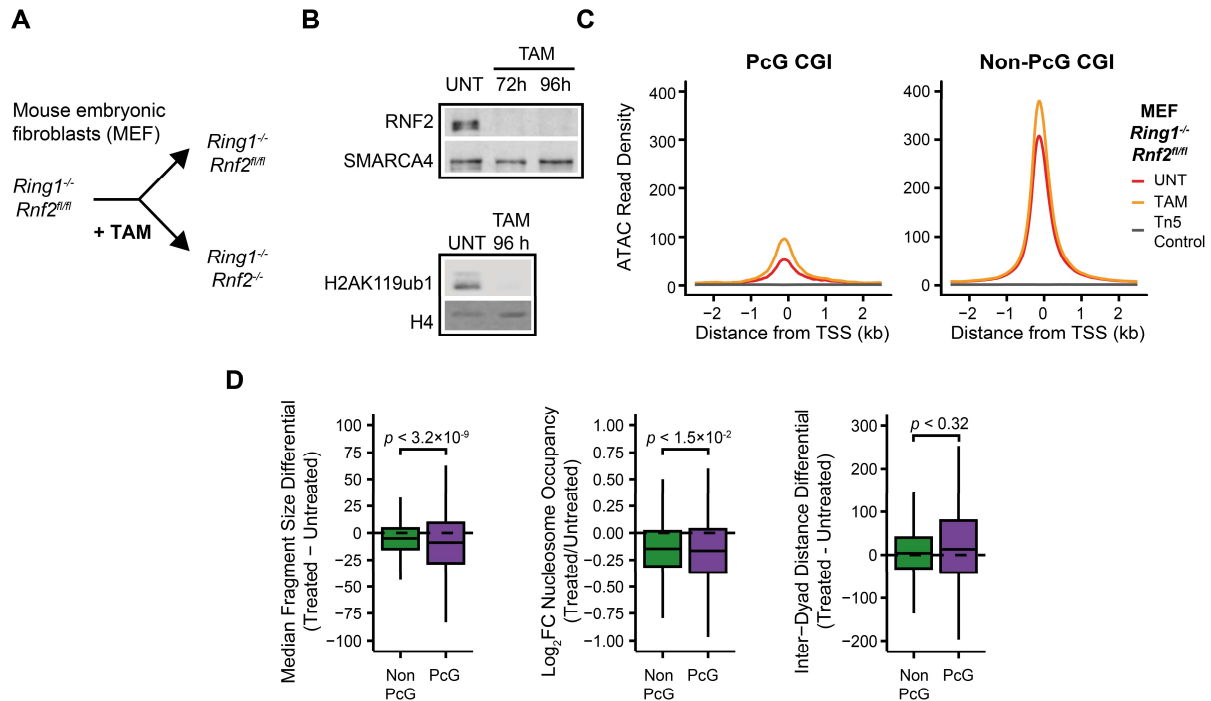 A
Mouse embryonic
fibroblasts (MEF)
Ring1-/-
Rnf2fl/fl
+ TAM
Ring1-/-
Rnf2fl/fl
Ring1-/-
Rnf2-/-
B
TAM
UNT 72h 96h
RNF2
SMARCA4
TAM
UNT 96 h
H2AK119ub1
H4
C
PcG CGI
ATAC Read Density
400
300
200
100
0
−2 −1 0 1 2
Distance from TSS (kb)
Non-PcG CGI
400
300
200
100
0
−2 −1 0 1 2
Distance from TSS (kb)
MEF
Ring1-/-
Rnf2fl/fl
UNT
TAM
Tn5
Control
D
Median Fragment Size Differential
(Treated − Untreated)
100
75
50
25
0
−25
−50
−75
−100
p < 3.2×10-9
Non
PcG
PcG
Log2FC Nucleosome Occupancy
(Treated/Untreated)
1.00
0.75
0.50
0.25
0.00
−0.25
−0.50
−0.75
−1.00
p < 1.5×10-2
Non
PcG
PcG
Inter−Dyad Distance Differential
(Treated - Untreated)
300
200
100
0
−100
−200
p < 0.32
Non
PcG
PcG